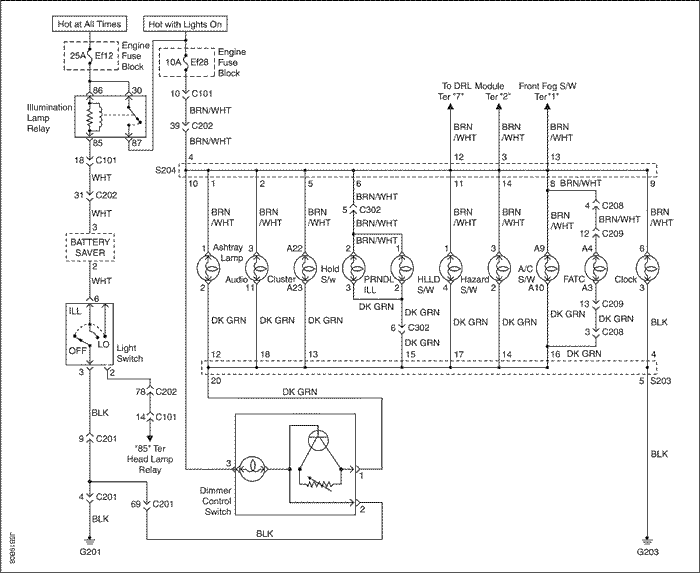 Hot at All Times
Hot with Lights On
25A Ef12
Engine
Fuse
Block
10A Ef28
Engine
Fuse
Block
86 30
Illumination
Lamp
Relay
85 87
10 C101
BRN/WHT
39 C202
BRN/WHT
18 C101
WHT
31 C202
WHT
3
BATTERY
SAVER
2
WHT
6
ILL
OFF LO
Light
Switch
3 2
78 C202
14 C101
"85" Ter
Head Lamp
Relay
BLK
9 C201
4 C201
69 C201
BLK
G201
BLK
To DRL Module
Ter "7" Ter "2"
Front Fog S/W
Ter "1"
BRN
/WHT
BRN
/WHT
BRN
/WHT
4 12 3 13
S204
10 1 2 5 6 11 14 8 9
BRN/WHT
BRN/WHT
5 C302
BRN/WHT
BRN/WHT
4 C208
BRN/WHT
12 C209
BRN
/WHT
BRN
/WHT
BRN
/WHT
BRN
/WHT
BRN
/WHT
BRN
/WHT
BRN
/WHT
1 3 A22 2 1 1 3 A9 A4 6
Ashtray
Lamp
Audio
Cluster
Hold
S/w
PRNDL
ILL
HLLD
S/W
Hazard
S/W
A/C
S/W
FATC
Clock
2 11 A23 3 2 4 2 A10 A3 3
DK GRN
DK GRN
DK GRN
DK GRN
DK GRN
6 C302
DK GRN
DK GRN
DK GRN
DK GRN
13 C209
DK GRN
3 C208
DK GRN
BLK
12 18 13 15 17 14 16 4
20 5 S203
DK GRN
3
1
2
Dimmer
Control
Switch
BLK
G203
J5B19B08